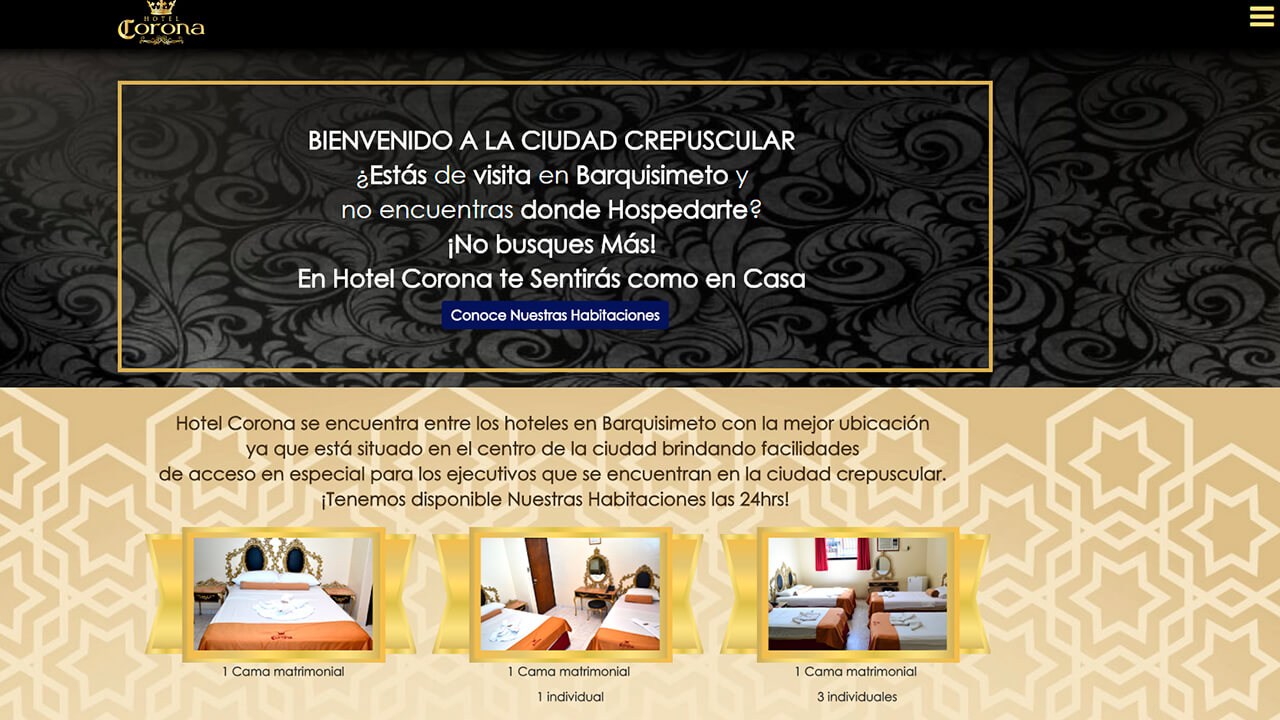 HOTEL
Corona
BIENVENIDO A LA CIUDAD CREPUSCULAR
¿Estás de visita en Barquisimeto y
no encuentras donde Hospedarte?
¡No busques Más!
En Hotel Corona te Sentirás como en Casa
Conoce Nuestras Habitaciones
Hotel Corona se encuentra entre los hoteles en Barquisimeto con la mejor ubicación
ya que está situado en el centro de la ciudad brindando facilidades
de acceso en especial para los ejecutivos que se encuentran en la ciudad crepuscular.
¡Tenemos disponible Nuestras Habitaciones las 24hrs!
Corona
1 Cama matrimonial
1 Cama matrimonial
1 individual
1 Cama matrimonial
3 individuales